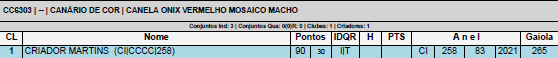 CC6303 | -- | CANÁRIO DE COR | CANELA ONIX VERMELHO MOSAICO MACHO
Conjuntos Ind: 3 | Conjuntos Qua: 0(0)R: 0 | Clubes: 1 | Criadores: 1
CL Nome Pontos IDQR H PTS A n e l Gaiola
1 CRIADOR MARTINS (CI|CCCC|258) 90 30 I|T CI 258 83 2021 265